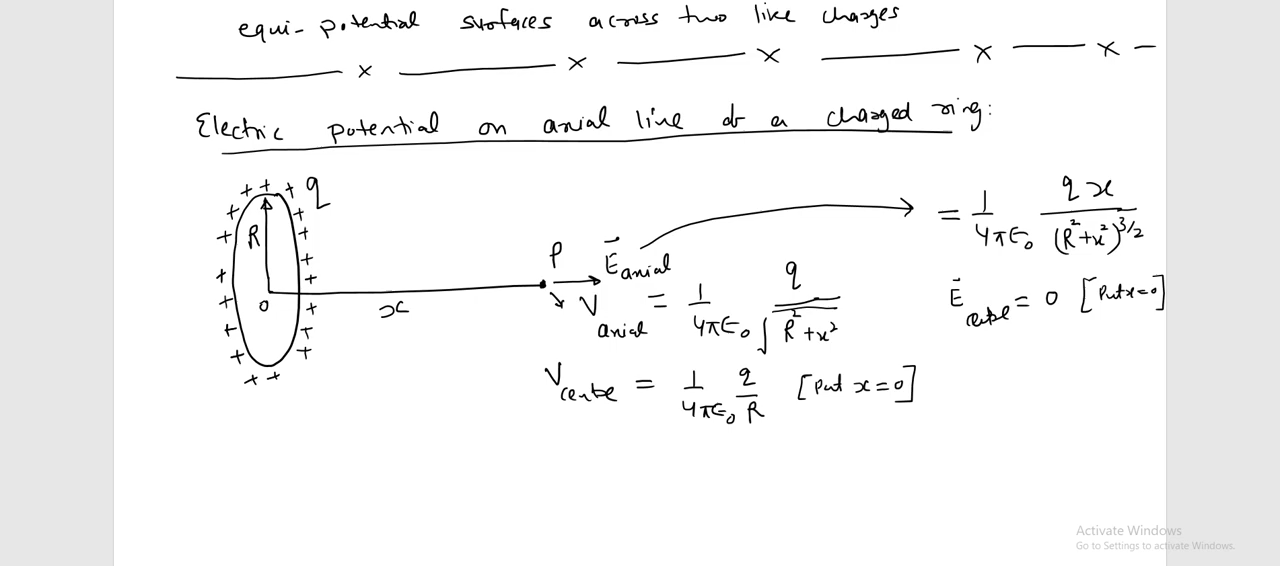 equi-potential surfaces across two like charges
Electric potential on axial line of a charged ring:
+ + + q
R
O
x
P
E⃗ axial = 1/4πε₀ qx/(R²+x²)^3/2
V axial = 1/4πε₀ q/√(R²+x²)
E⃗ centre = 0 [Put x=0]
V centre = 1/4πε₀ q/R [Put x=0]
Activate Windows
Go to Settings to activate Windows.